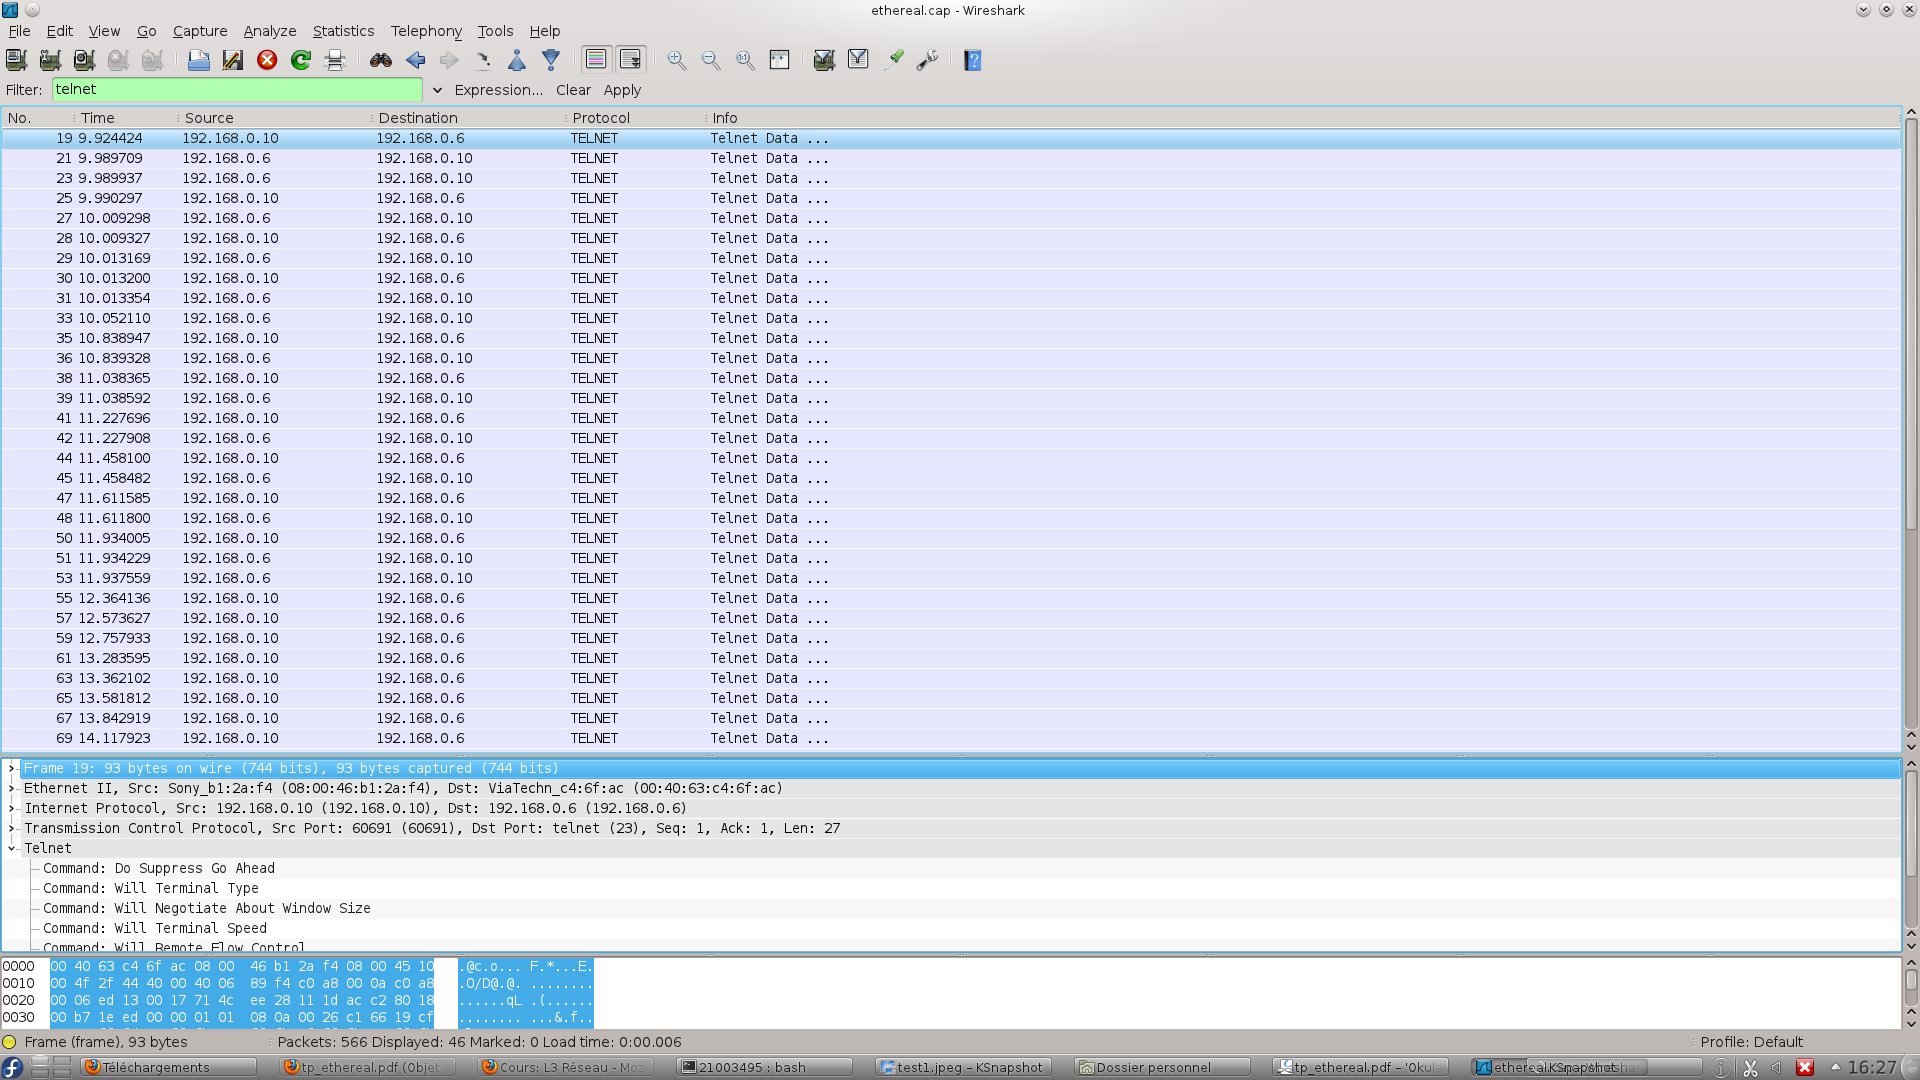 ethereal.cap - Wireshark
File Edit View Go Capture Analyze Statistics Telephony Tools Help
Filter: telnet Expression... Clear Apply
No. Time Source Destination Protocol Info
19 9.924424 192.168.0.10 192.168.0.6 TELNET Telnet Data ...
21 9.989709 192.168.0.6 192.168.0.10 TELNET Telnet Data ...
23 9.989937 192.168.0.6 192.168.0.10 TELNET Telnet Data ...
25 9.990297 192.168.0.10 192.168.0.6 TELNET Telnet Data ...
27 10.009298 192.168.0.6 192.168.0.10 TELNET Telnet Data ...
28 10.009327 192.168.0.10 192.168.0.6 TELNET Telnet Data ...
29 10.013169 192.168.0.6 192.168.0.10 TELNET Telnet Data ...
30 10.013200 192.168.0.10 192.168.0.6 TELNET Telnet Data ...
31 10.013354 192.168.0.6 192.168.0.10 TELNET Telnet Data ...
33 10.052110 192.168.0.6 192.168.0.10 TELNET Telnet Data ...
35 10.838947 192.168.0.10 192.168.0.6 TELNET Telnet Data ...
36 10.839328 192.168.0.6 192.168.0.10 TELNET Telnet Data ...
38 11.038365 192.168.0.10 192.168.0.6 TELNET Telnet Data ...
39 11.038592 192.168.0.6 192.168.0.10 TELNET Telnet Data ...
41 11.227696 192.168.0.10 192.168.0.6 TELNET Telnet Data ...
42 11.227908 192.168.0.6 192.168.0.10 TELNET Telnet Data ...
44 11.458100 192.168.0.10 192.168.0.6 TELNET Telnet Data ...
45 11.458482 192.168.0.6 192.168.0.10 TELNET Telnet Data ...
47 11.611585 192.168.0.10 192.168.0.6 TELNET Telnet Data ...
48 11.611800 192.168.0.6 192.168.0.10 TELNET Telnet Data ...
50 11.934005 192.168.0.10 192.168.0.6 TELNET Telnet Data ...
51 11.934229 192.168.0.6 192.168.0.10 TELNET Telnet Data ...
53 11.937559 192.168.0.6 192.168.0.10 TELNET Telnet Data ...
55 12.364136 192.168.0.10 192.168.0.6 TELNET Telnet Data ...
57 12.573627 192.168.0.10 192.168.0.6 TELNET Telnet Data ...
59 12.757933 192.168.0.10 192.168.0.6 TELNET Telnet Data ...
61 13.283595 192.168.0.10 192.168.0.6 TELNET Telnet Data ...
63 13.362102 192.168.0.10 192.168.0.6 TELNET Telnet Data ...
65 13.581812 192.168.0.10 192.168.0.6 TELNET Telnet Data ...
67 13.842919 192.168.0.10 192.168.0.6 TELNET Telnet Data ...
69 14.117923 192.168.0.10 192.168.0.6 TELNET Telnet Data ...
Frame 19: 93 bytes on wire (744 bits), 93 bytes captured (744 bits)
Ethernet II, Src: Sony_b1:2a:f4 (08:00:46:b1:2a:f4), Dst: ViaTechn_c4:6f:ac (00:40:63:c4:6f:ac)
Internet Protocol, Src: 192.168.0.10 (192.168.0.10), Dst: 192.168.0.6 (192.168.0.6)
Transmission Control Protocol, Src Port: 60691 (60691), Dst Port: telnet (23), Seq: 1, Ack: 1, Len: 27
Telnet
Command: Do Suppress Go Ahead
Command: Will Terminal Type
Command: Will Negotiate About Window Size
Command: Will Terminal Speed
Command: Will Remote Flow Control
0000 00 40 63 c4 6f ac 08 00 46 b1 2a f4 08 00 45 10 .@c.o... F.*...E.
0010 00 4f 2f 44 40 00 40 06 89 f4 c0 a8 00 0a c0 a8 .O/D@.@. ........
0020 00 06 ed 13 00 17 71 4c ee 28 11 1d ac c2 80 18 ......qL .(......
0030 00 b7 1e ed 00 00 01 01 08 0a 00 26 c1 66 19 cf ........ ...&.f..
Frame (frame), 93 bytes Packets: 566 Displayed: 46 Marked: 0 Load time: 0:00.006 Profile: Default
Téléchargements tp_ethereal.pdf (Objet Cours: L3 Réseau - Mozi 21003495 : bash test1.jpeg – KSnapshot Dossier personnel tp_ethereal.pdf – 'Okula 16:27